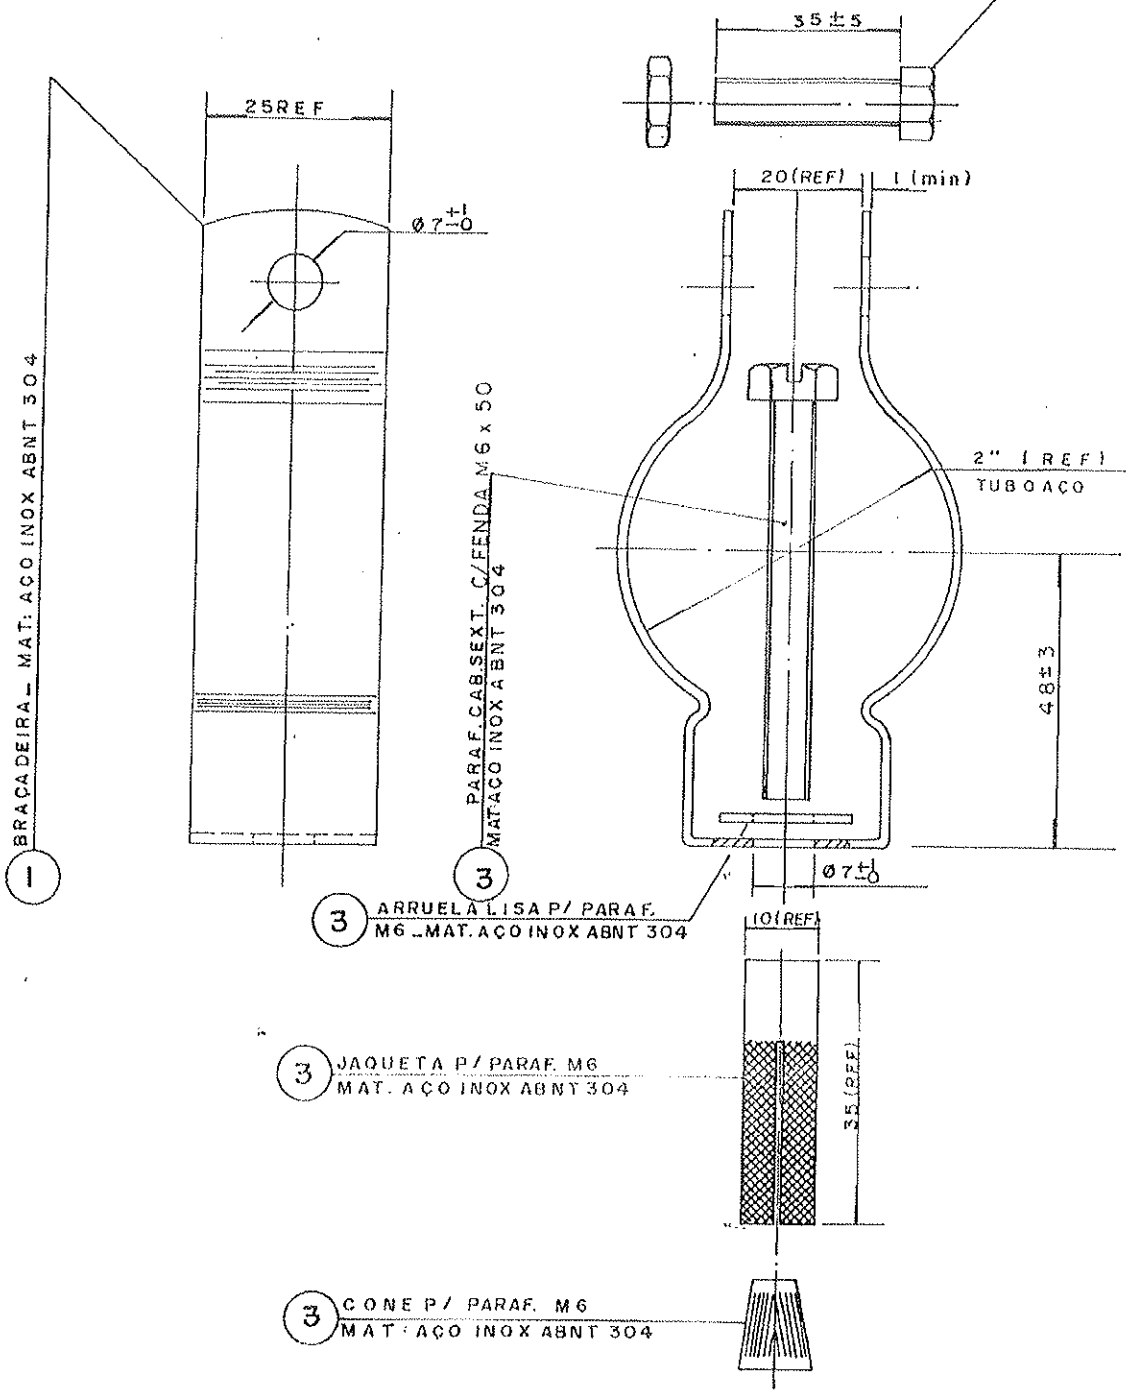 35±5
25REF
20(REF)
1(min)
Ø7+1-0
BRAÇADEIRA_ MAT: AÇO INOX ABNT 304
1
PARAF. CAB.SEXT. C/FENDA M6 x 50
MAT:AÇO INOX ABNT 304
3
2" (REF)
TUBO AÇO
48±3
Ø7+1-0
3
ARRUELA LISA P/ PARAF.
M6_MAT. AÇO INOX ABNT 304
10(REF)
3
JAQUETA P/ PARAF. M6
MAT. AÇO INOX ABNT 304
35(REF)
3
CONE P/ PARAF. M6
MAT: AÇO INOX ABNT 304